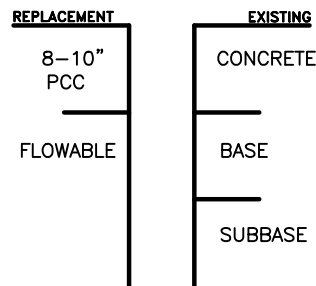 REPLACEMENT
8-10"
PCC
FLOWABLE
EXISTING
CONCRETE
BASE
SUBBASE